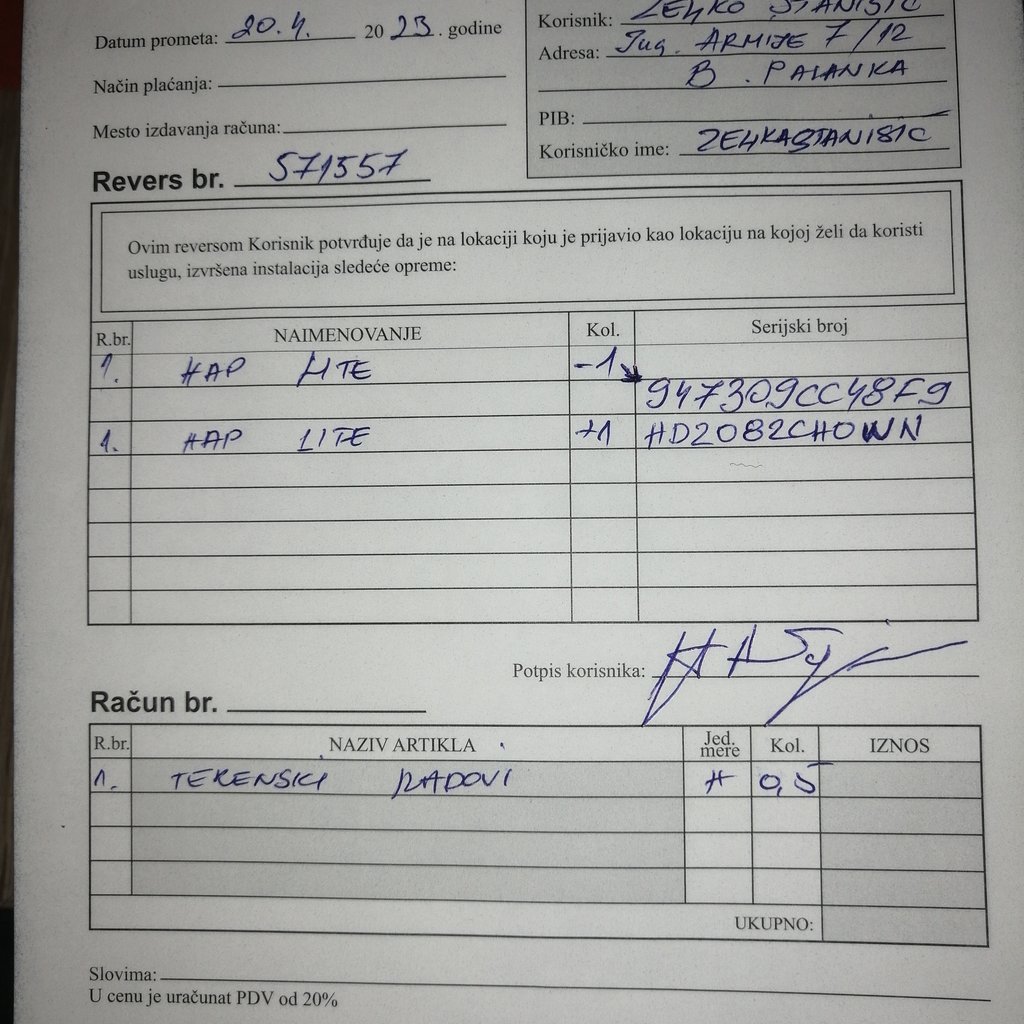 Datum prometa: 20.4. 2023. godine
Način plaćanja:
Mesto izdavanja računa:
Korisnik: ZELJKO STANISIC
Adresa: Jug. ARMIJE 7/12
B. PALANKA
PIB:
Korisničko ime: ZELJKASTANISIC
Revers br. 571557
Ovim reversom Korisnik potvrđuje da je na lokaciji koju je prijavio kao lokaciju na kojoj želi da koristi
uslugu, izvršena instalacija sledeće opreme:
R.br. NAIMENOVANJE Kol. Serijski broj
1. HAP LITE -1
947309CC48F9
1. HAP LITE +1 HD2082CHOWN
Potpis korisnika:
Račun br.
R.br. NAZIV ARTIKLA Jed. mere Kol. IZNOS
1. TERENSKI RADOVI H 0,5
UKUPNO:
Slovima:
U cenu je uračunat PDV od 20%